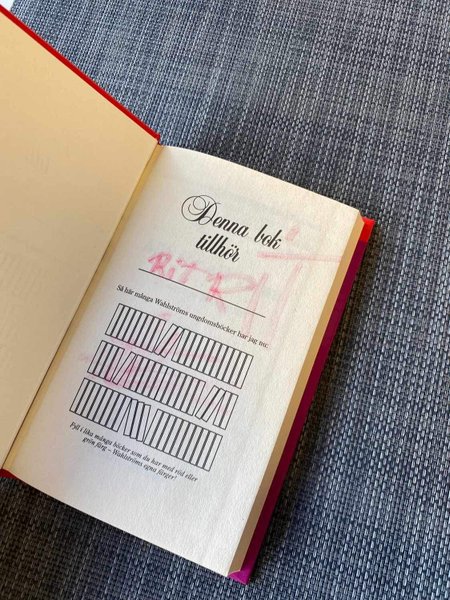 Denna bok
tillhör
Så här många Wahlströms ungdomsböcker har jag nu:
Fyll i lika många böcker som du har med röd eller
grön färg – Wahlströms egna färger!